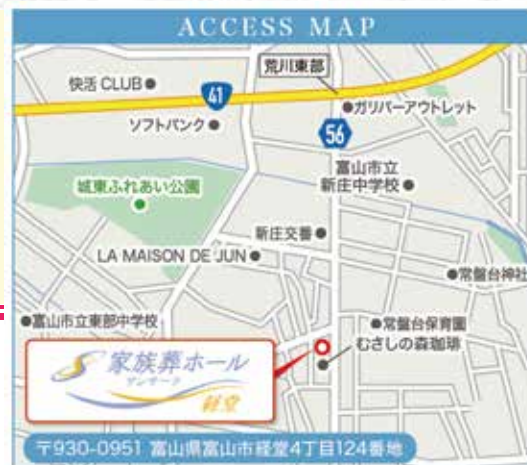 ACCESS MAP
荒川東部
快活 CLUB
41
ガリバーアウトレット
ソフトバンク
56
富山市立
新庄中学校
城東ふれあい公園
新庄交番
LA MAISON DE JUN
常盤台神社
富山市立東部中学校
常盤台保育園
むさしの森珈琲
家族葬ホール
経堂
〒930-0951 富山県富山市経堂4丁目124番地